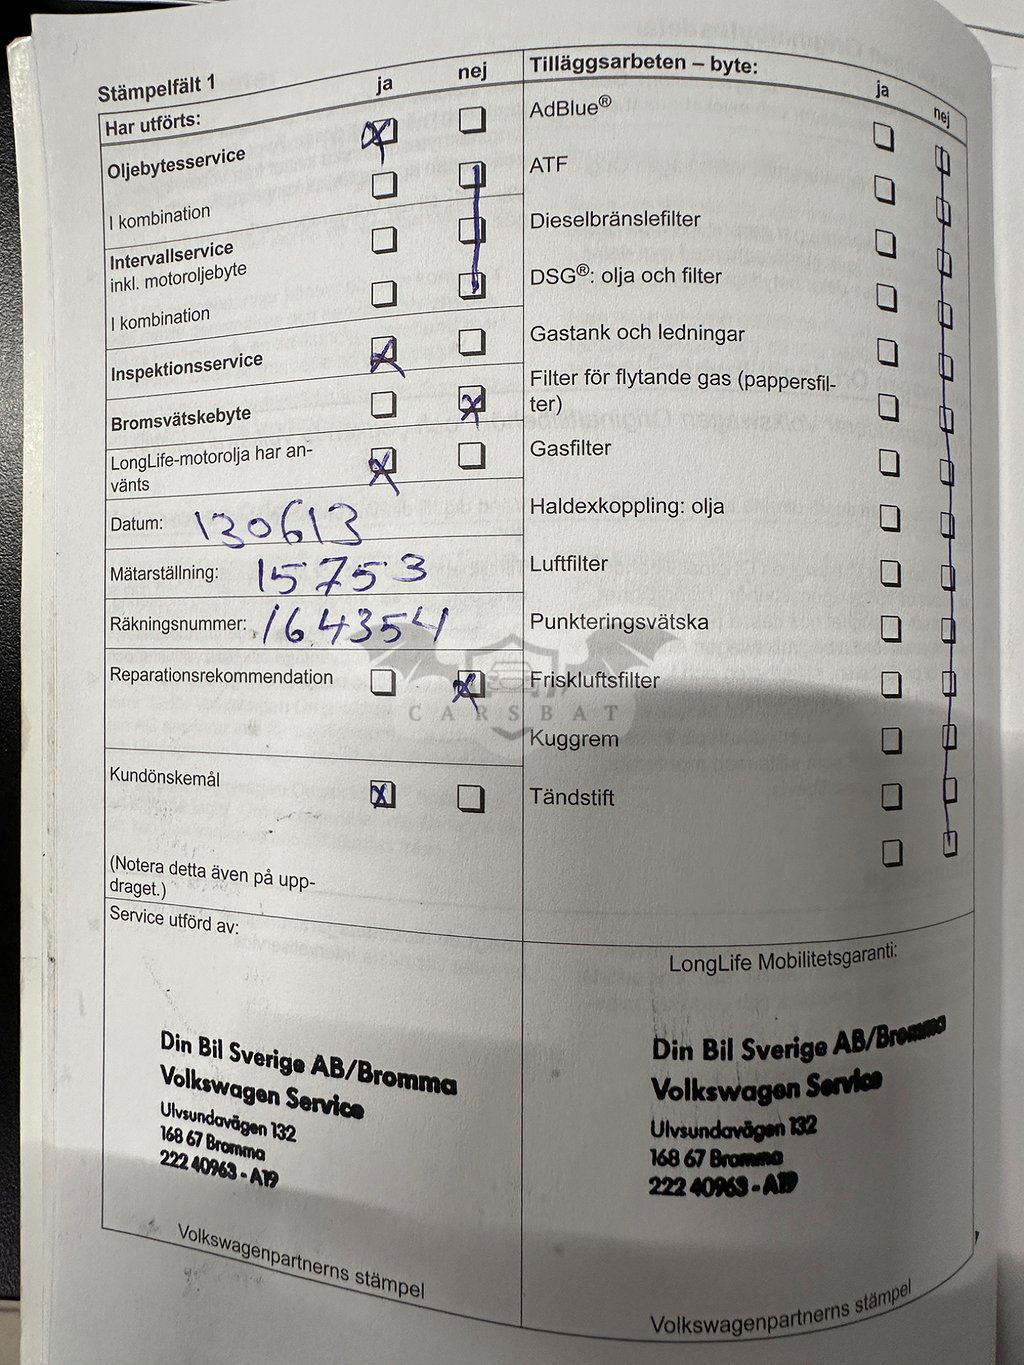 Stämpelfält 1
ja
nej
Har utförts:
Oljebytesservice
I kombination
Intervallservice
inkl. motoroljebyte
I kombination
Inspektionsservice
Bromsvätskebyte
LongLife-motorolja har an-
vänts
Datum: 130613
Mätarställning: 15753
Räkningsnummer: 164354
Reparationsrekommendation
Kundönskemål
(Notera detta även på upp-
draget.)
Service utförd av:
Din Bil Sverige AB/Bromma
Volkswagen Service
Ulvsundavägen 132
168 67 Bromma
222 40963 - A19
Volkswagenpartnerns stämpel
Tilläggsarbeten – byte:
ja
nej
AdBlue®
ATF
Dieselbränslefilter
DSG®: olja och filter
Gastank och ledningar
Filter för flytande gas (pappersfil-
ter)
Gasfilter
Haldexkoppling: olja
Luftfilter
Punkteringsvätska
Friskluftsfilter
Kuggrem
Tändstift
LongLife Mobilitetsgaranti:
Din Bil Sverige AB/Bromma
Volkswagen Service
Ulvsundavägen 132
168 67 Bromma
222 40963 - A19
Volkswagenpartnerns stämpel
CARSBAT